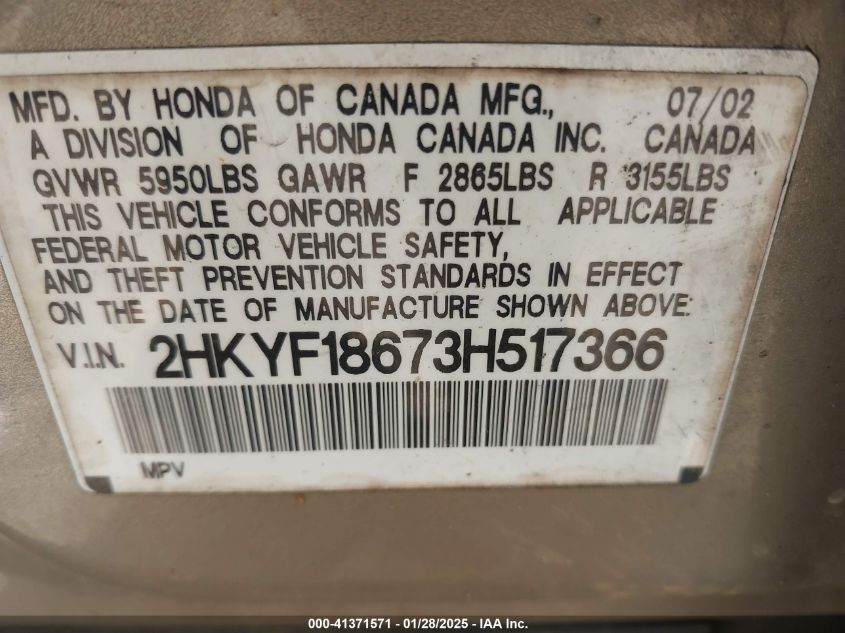 MFD. BY HONDA OF CANADA MFG., 07/02
A DIVISION OF HONDA CANADA INC. CANADA
GVWR 5950LBS GAWR F 2865LBS R 3155LBS
THIS VEHICLE CONFORMS TO ALL APPLICABLE
FEDERAL MOTOR VEHICLE SAFETY,
AND THEFT PREVENTION STANDARDS IN EFFECT
ON THE DATE OF MANUFACTURE SHOWN ABOVE:
V.I.N. 2HKYF18673H517366
MPV
000-41371571 - 01/28/2025 - IAA Inc.